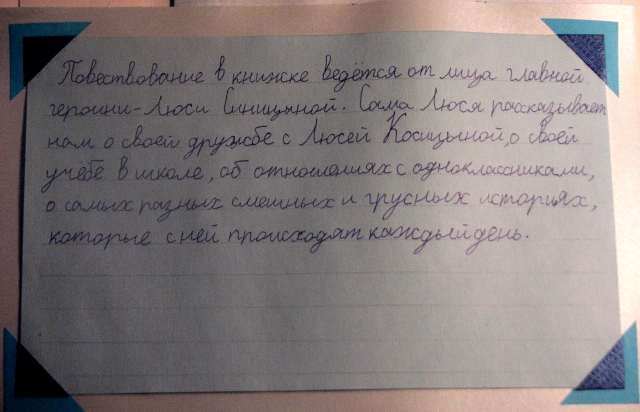 Повествование в книжке ведётся от лица главной
героини-Люси Синицыной. Сама Люся рассказывает
нам о своей дружбе с Люсей Косицыной, о своей
учёбе в школе, об отношениях с одноклассниками,
о самых разных смешных и грусных историях,
которые с ней происходят каждый день.